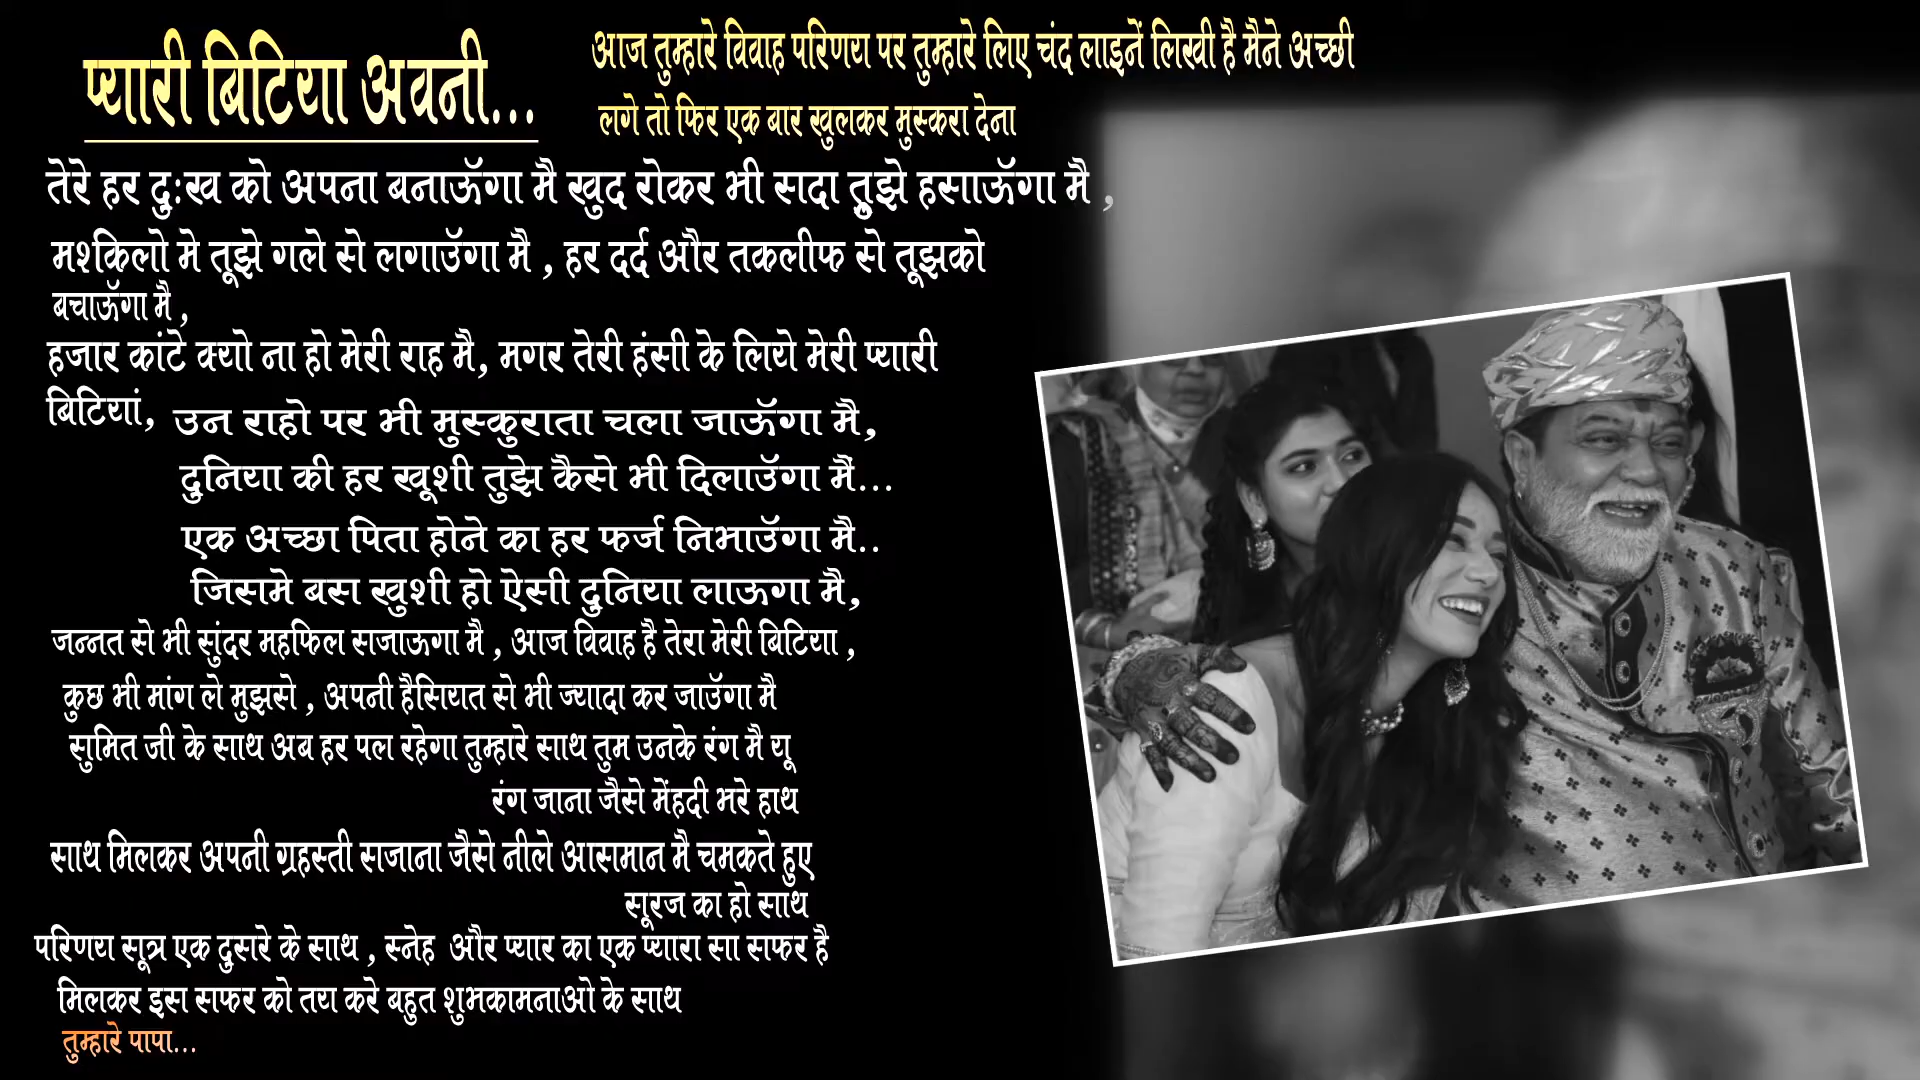 प्यारी बिटिया अवनी...
आज तुम्हारे विवाह परिणय पर तुम्हारे लिए चंद लाइनें लिखी है मैने अच्छी
लगे तो फिर एक बार खुलकर मुस्करा देना
तेरे हर दुःख को अपना बनाऊॅगा मै खुद रोकर भी सदा तुझे हसाऊॅगा मै ,
मश्किलो मे तूझे गले से लगाउॅगा मै , हर दर्द और तकलीफ से तूझको
बचाऊॅगा मै ,
हजार कांटे क्यो ना हो मेरी राह मै, मगर तेरी हंसी के लिये मेरी प्यारी
बिटियां, उन राहो पर भी मुस्कुराता चला जाऊॅगा मै,
दुनिया की हर खूशी तुझे कैसे भी दिलाउॅगा मैं...
एक अच्छा पिता होने का हर फर्ज निभाउॅगा मै..
जिसमे बस खुशी हो ऐसी दुनिया लाऊगा मै,
जन्नत से भी सुंदर महफिल सजाऊगा मै , आज विवाह है तेरा मेरी बिटिया ,
कुछ भी मांग ले मुझसे , अपनी हैसियत से भी ज्यादा कर जाउॅगा मै
सुमित जी के साथ अब हर पल रहेगा तुम्हारे साथ तुम उनके रंग मै यू
रंग जाना जैसे मेंहदी भरे हाथ
साथ मिलकर अपनी ग्रहस्ती सजाना जैसे नीले आसमान मै चमकते हुए
सूरज का हो साथ
परिणय सूत्र एक दुसरे के साथ , स्नेह और प्यार का एक प्यारा सा सफर है
मिलकर इस सफर को तय करे बहुत शुभकामनाओ के साथ
तुम्हारे पापा...